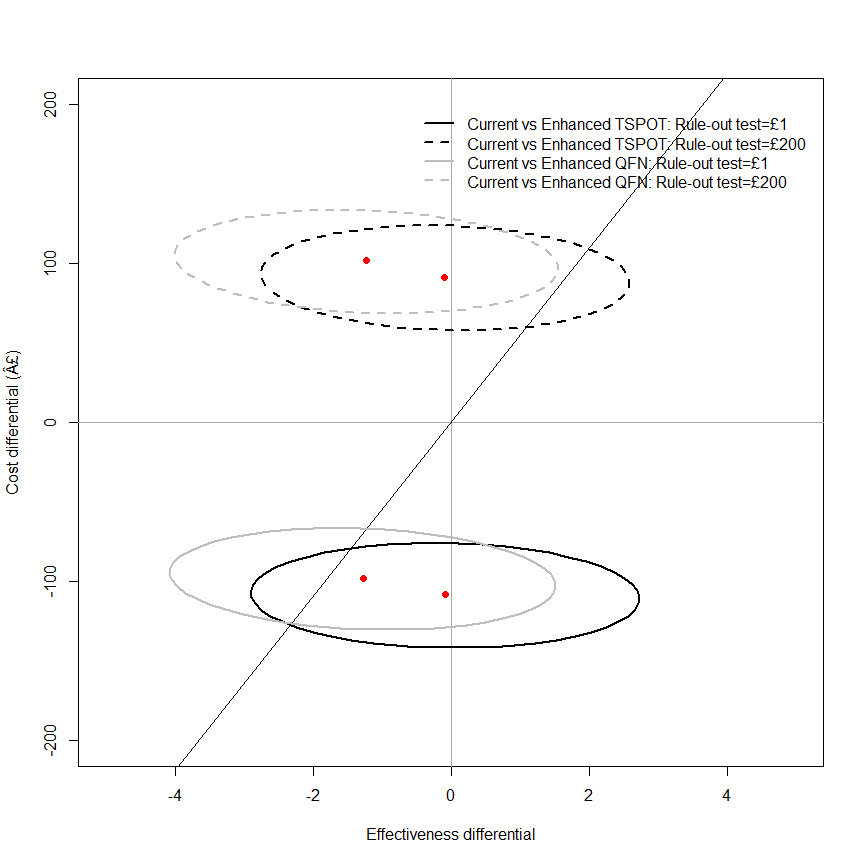 200
100
0
-100
-200
Cost differential (Â£)
Current vs Enhanced TSPOT: Rule-out test=£1
Current vs Enhanced TSPOT: Rule-out test=£200
Current vs Enhanced QFN: Rule-out test=£1
Current vs Enhanced QFN: Rule-out test=£200
-4 -2 0 2 4
Effectiveness differential